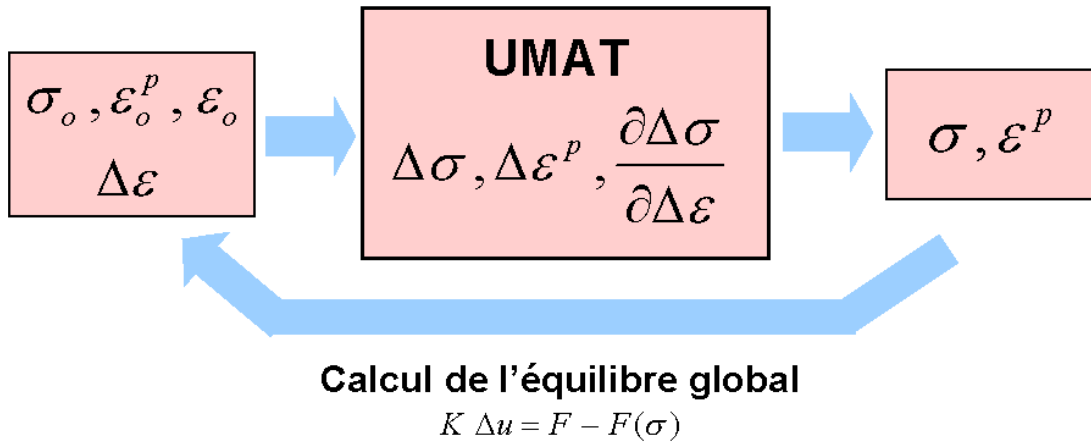 σ_o , ε_o^p , ε_o
Δε
UMAT
Δσ , Δε^p , ∂Δσ/∂Δε
σ , ε^p
Calcul de l’équilibre global
K Δu = F − F(σ)